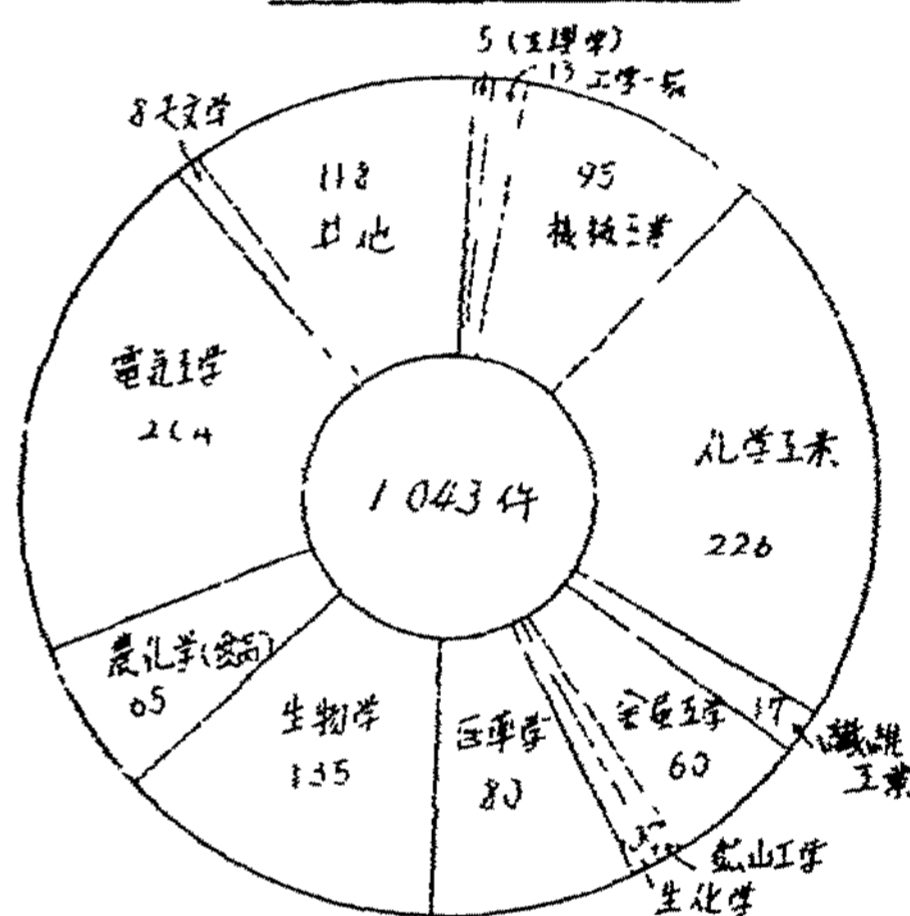 5 (
13 工学一般
8 天文学
118
其他
95
機械工業
電気工学
化学工業
226
1 043 件
農化学(食品)
65
生物学
135
医薬学
80
金属工学
60
17
繊維
工業
鉱山工学
生化学